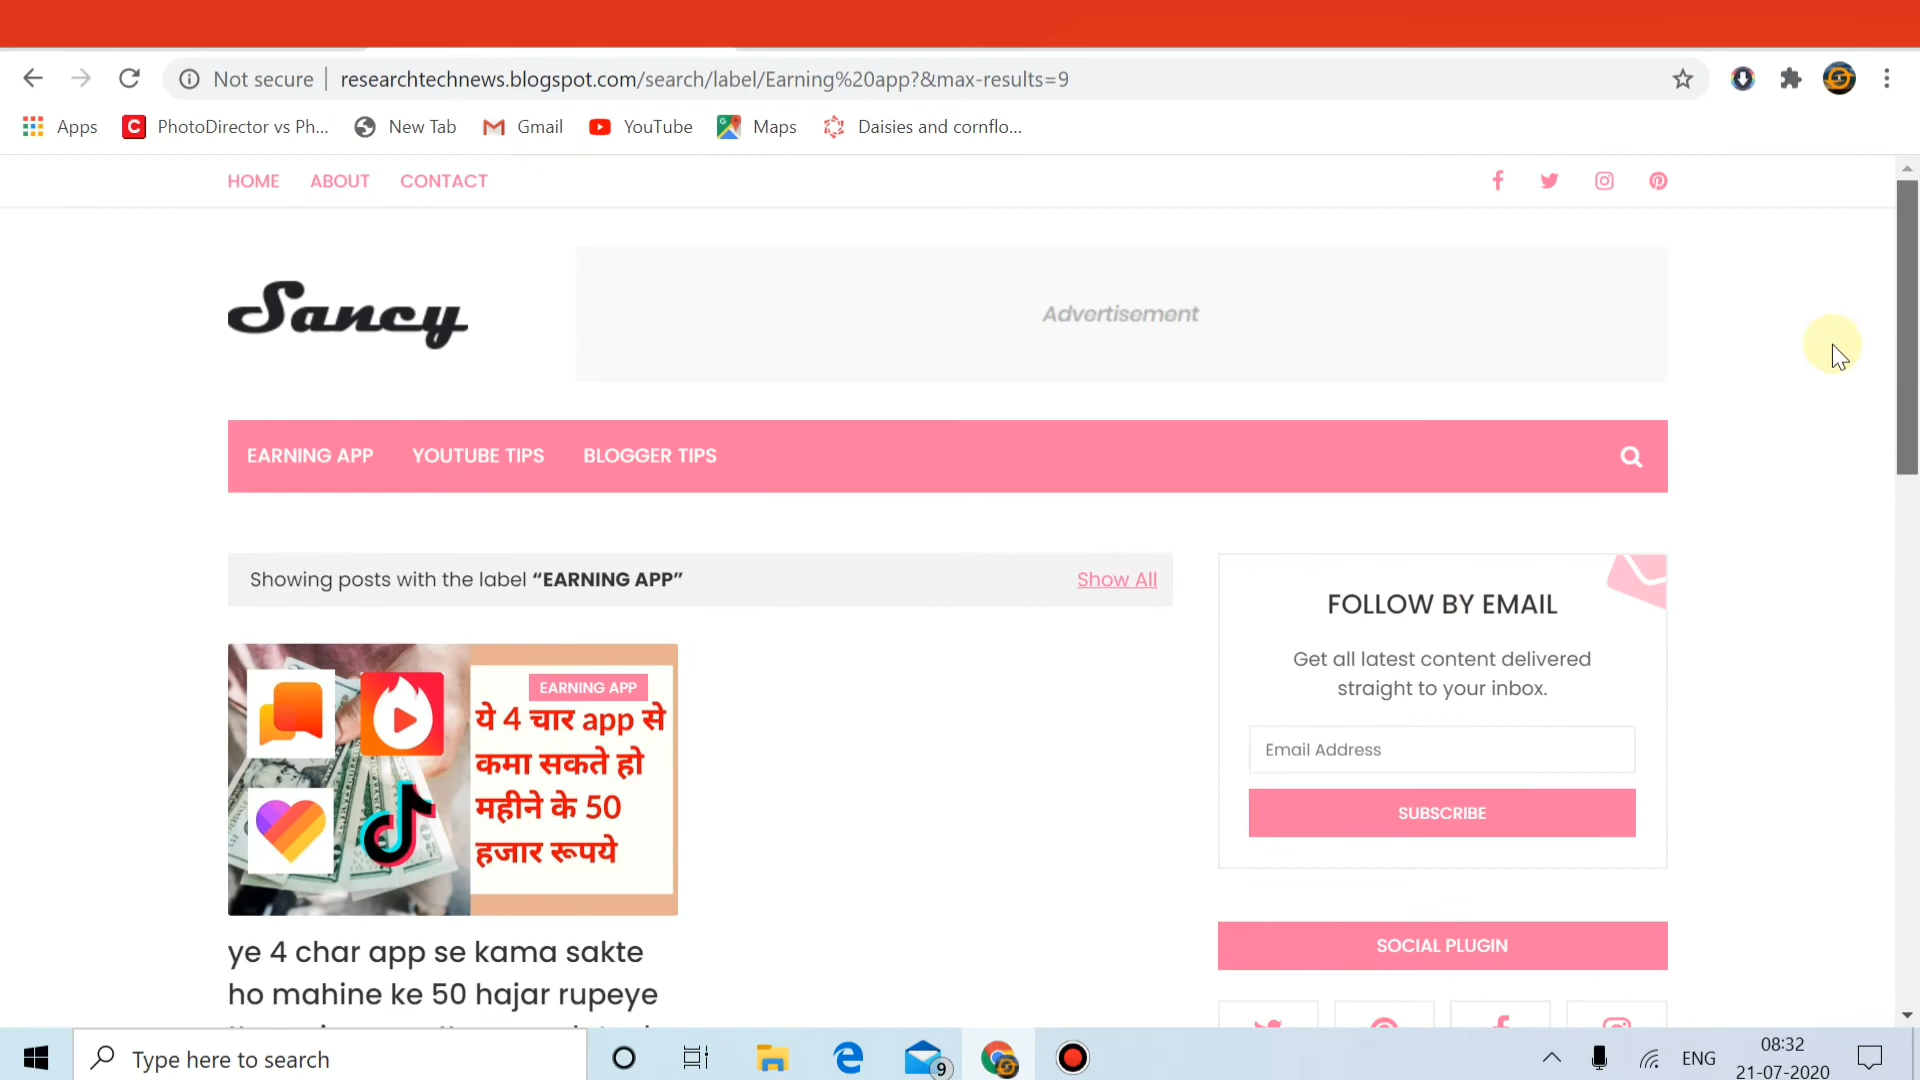 Not secure researchtechnews.blogspot.com/search/label/Earning%20app?&max-results=9
Apps PhotoDirector vs Ph... New Tab Gmail YouTube Maps Daisies and cornflo...
HOME ABOUT CONTACT
Sancy
Advertisement
EARNING APP YOUTUBE TIPS BLOGGER TIPS
Showing posts with the label “EARNING APP” Show All
EARNING APP
ये 4 चार app से
कमा सकते हो
महीने के 50
हजार रूपये
ye 4 char app se kama sakte
ho mahine ke 50 hajar rupeye
FOLLOW BY EMAIL
Get all latest content delivered
straight to your inbox.
Email Address
SUBSCRIBE
SOCIAL PLUGIN
Type here to search
9
ENG
08:32
21-07-2020